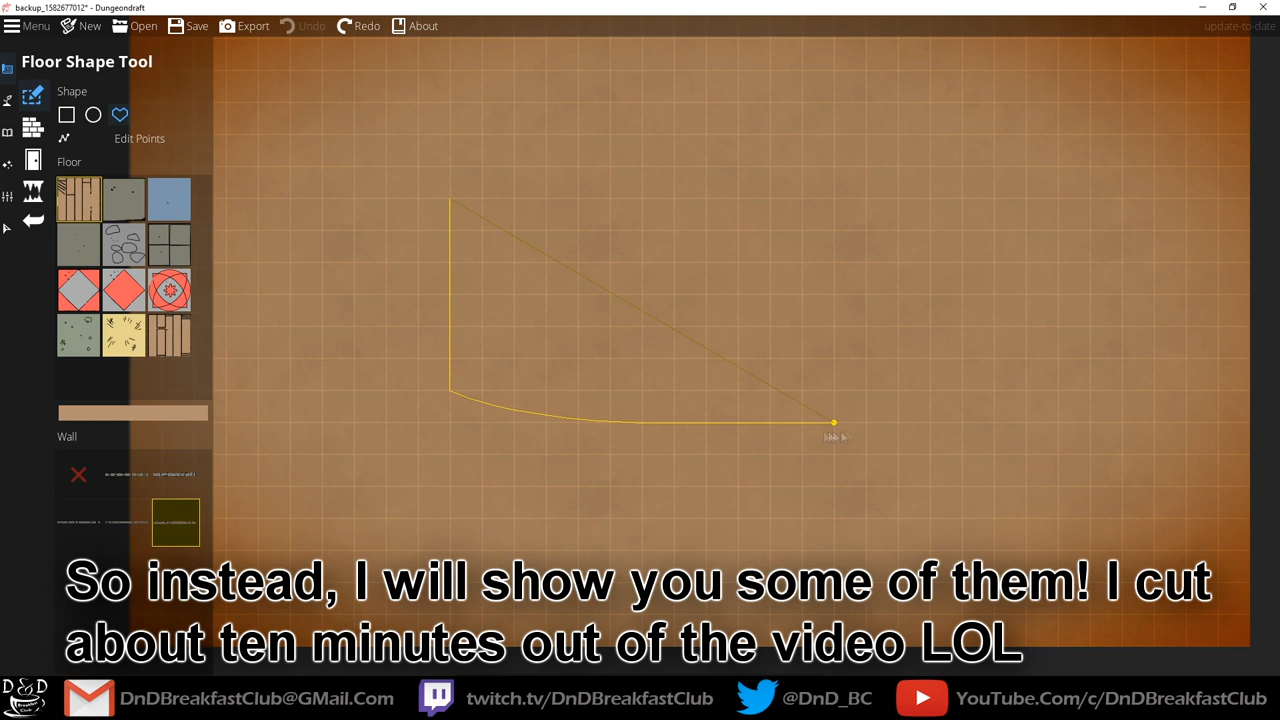 backup_1582677012* - Dungeondraft
Menu New Open Save Export Undo Redo About update-to-date
Floor Shape Tool
Shape
Edit Points
Floor
Wall
So instead, I will show you some of them! I cut
about ten minutes out of the video LOL
D&D
Breakfast
Club
DnDBreakfastClub@GMail.Com twitch.tv/DnDBreakfastClub @DnD_BC YouTube.Com/c/DnDBreakfastClub